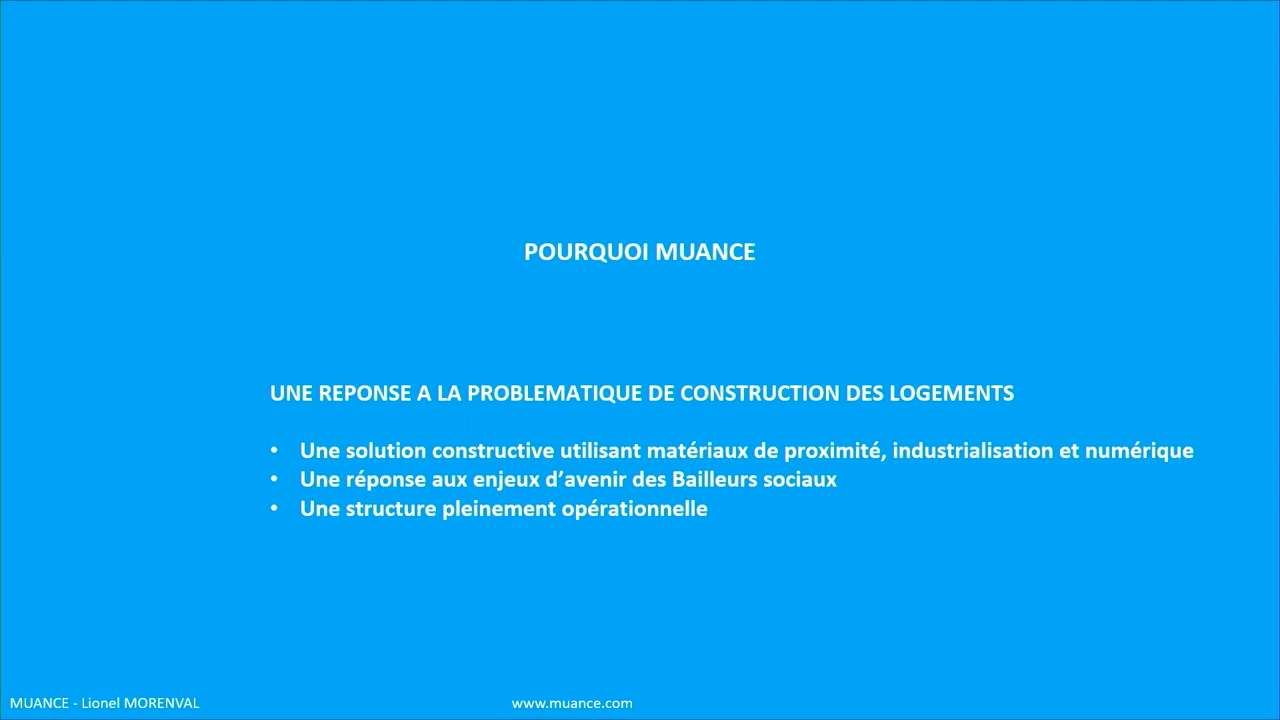 POURQUOI MUANCE
UNE REPONSE A LA PROBLEMATIQUE DE CONSTRUCTION DES LOGEMENTS
• Une solution constructive utilisant matériaux de proximité, industrialisation et numérique
• Une réponse aux enjeux d’avenir des Bailleurs sociaux
• Une structure pleinement opérationnelle
MUANCE - Lionel MORENVAL
www.muance.com